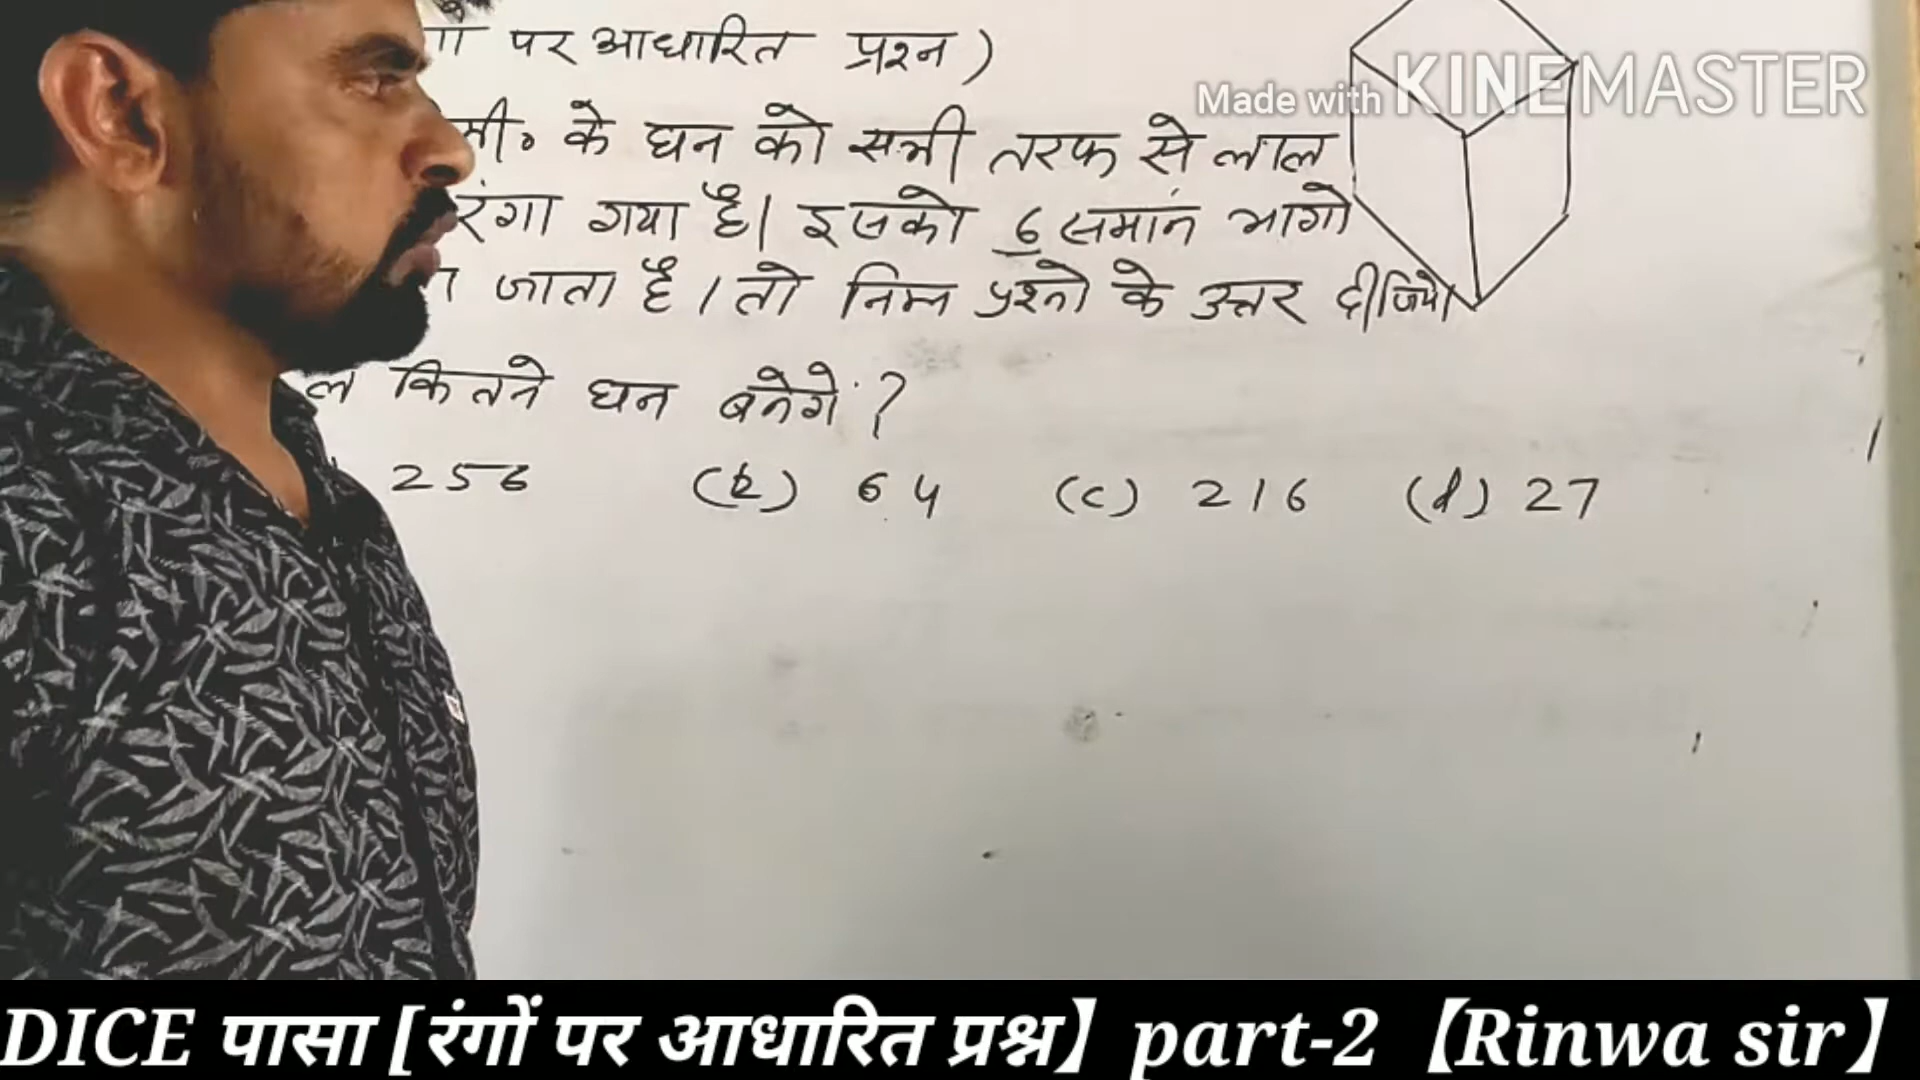 पर आधारित प्रश्न)
Made with KINEMASTER
के घन को सभी तरफ से लाल
रंगा गया है। इसको 6 समान भागो
जाता है। तो निम्न प्रश्नो के उत्तर दीजिये।
कितने घन बनेगे ?
256 (b) 64 (c) 216 (d) 27
DICE पासा [रंगों पर आधारित प्रश्न】 part-2 【Rinwa sir】